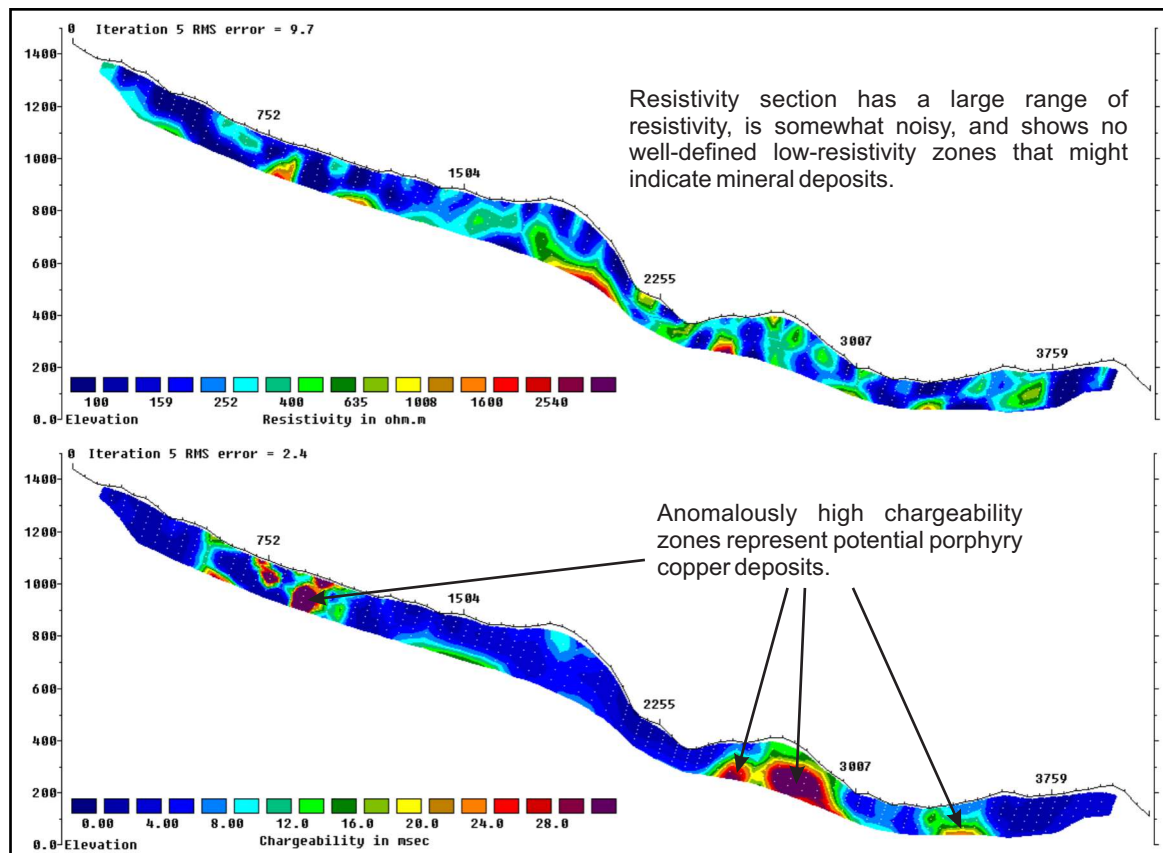 0 Iteration 5 RMS error = 9.7
1400
1200
1000
800
600
400
200
0.0 Elevation
752
1504
2255
3007
3759
Resistivity section has a large range of
resistivity, is somewhat noisy, and shows no
well-defined low-resistivity zones that might
indicate mineral deposits.
100 159 252 400 635 1008 1600 2540
Resistivity in ohm.m
0 Iteration 5 RMS error = 2.4
1400
1200
1000
800
600
400
200
0.0 Elevation
752
1504
2255
3007
3759
Anomalously high chargeability
zones represent potential porphyry
copper deposits.
0.00 4.00 8.00 12.0 16.0 20.0 24.0 28.0
Chargeability in msec